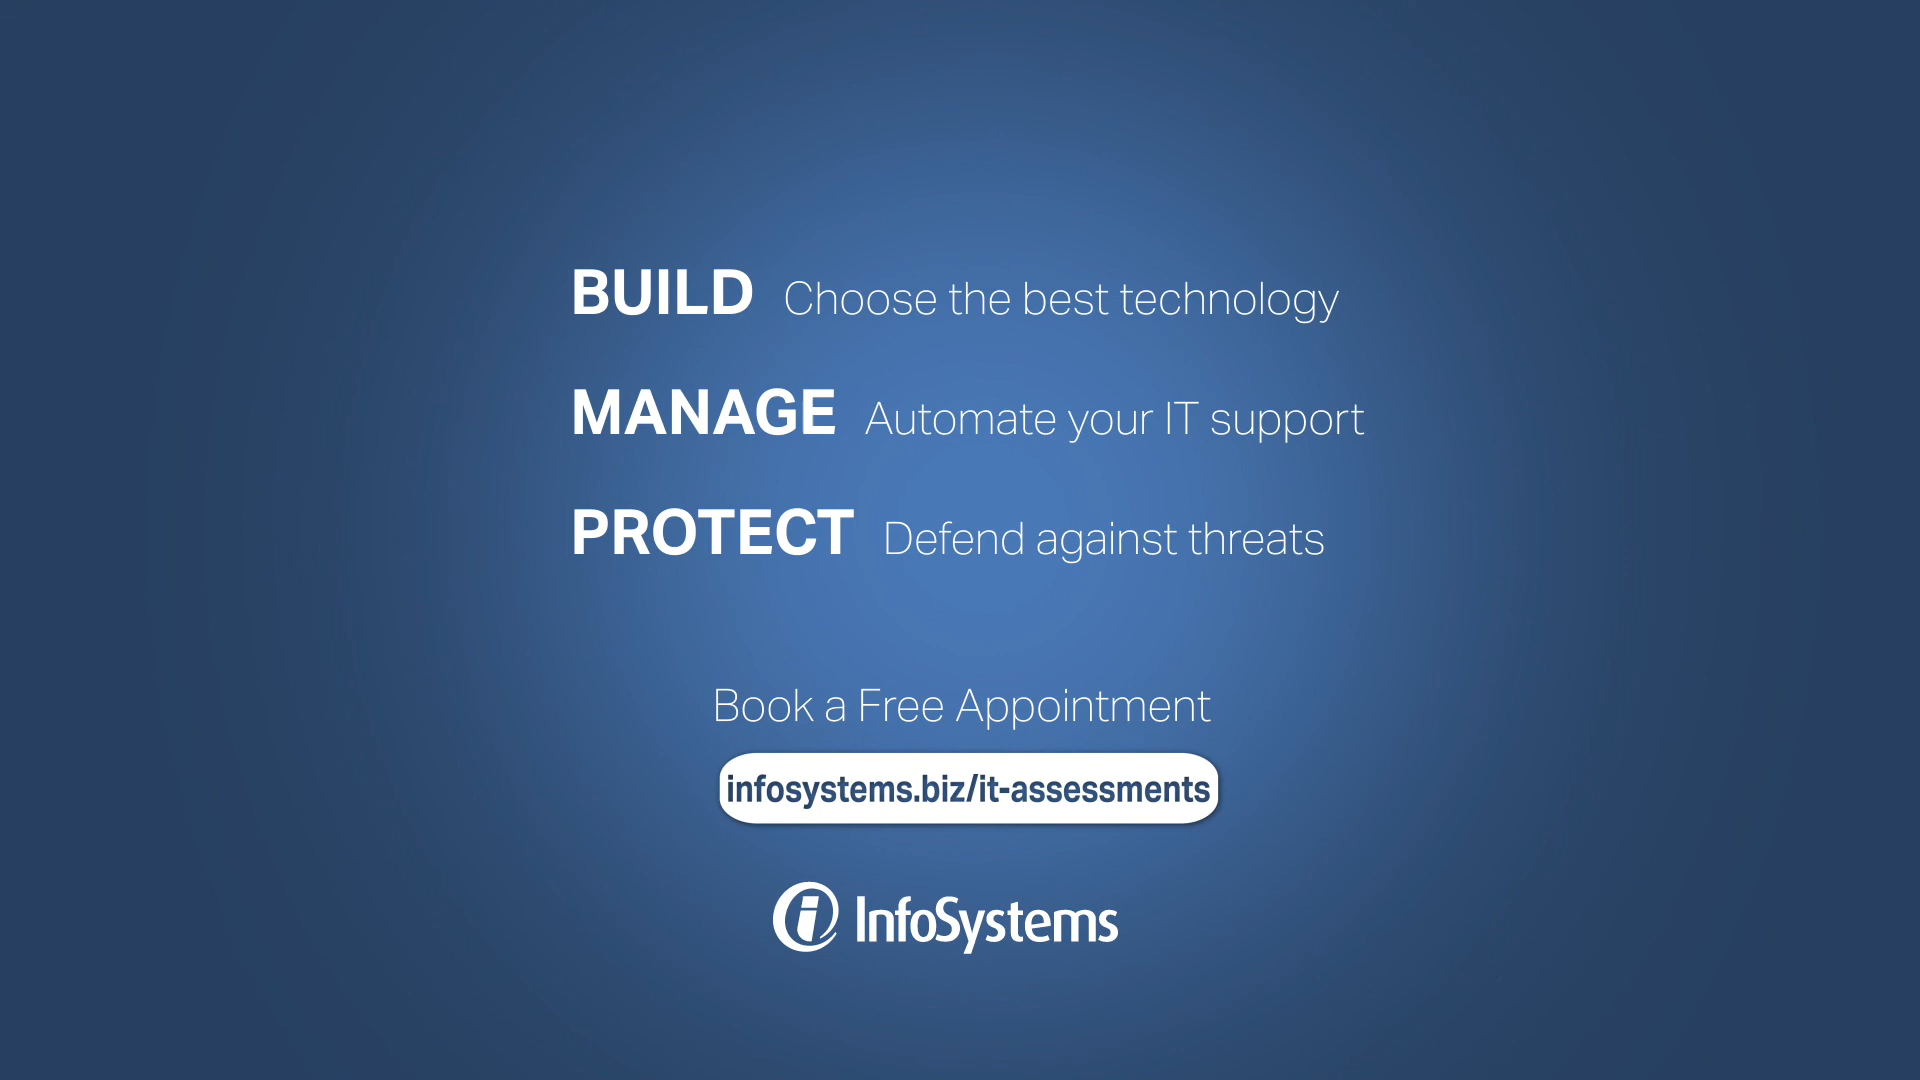 BUILD Choose the best technology
MANAGE Automate your IT support
PROTECT Defend against threats
Book a Free Appointment
infosystems.biz/it-assessments
InfoSystems